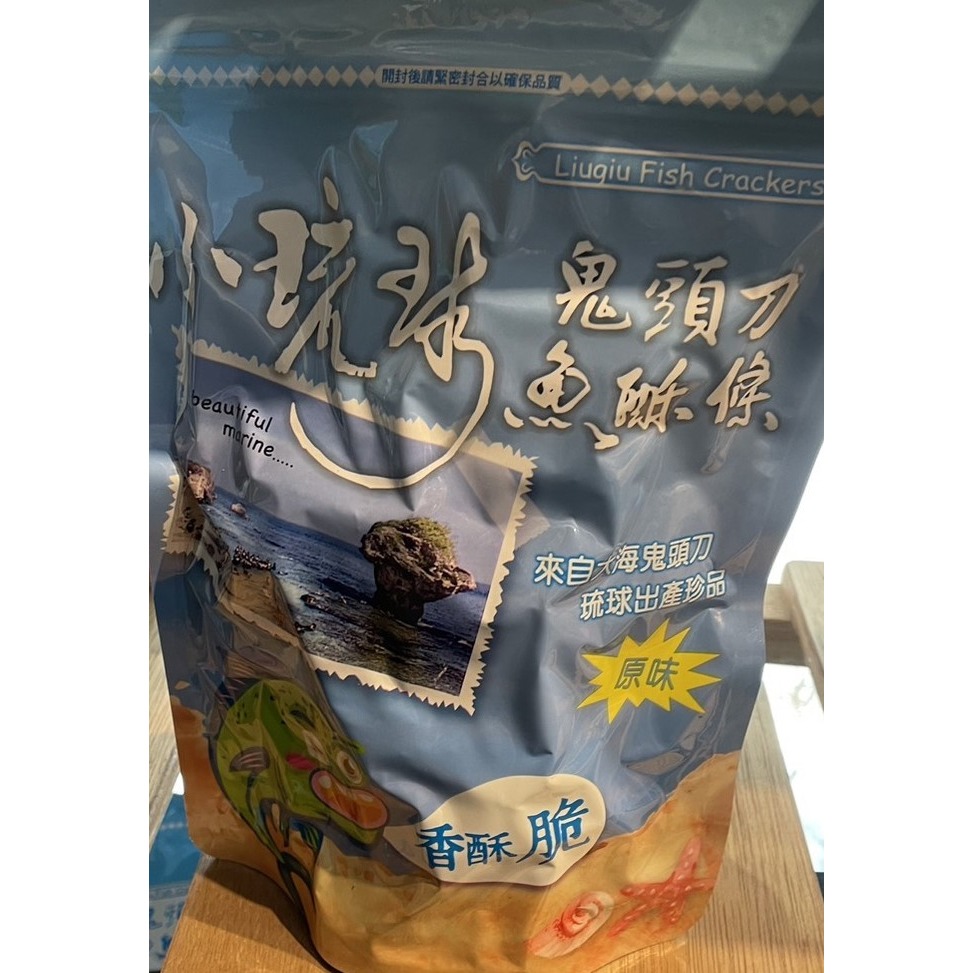 開封後請緊密封合以確保品質
Liugiu Fish Crackers
小琉球
鬼頭刀
魚酥條
beautiful
marine.....
來自大海鬼頭刀
琉球出產珍品
原味
香酥脆